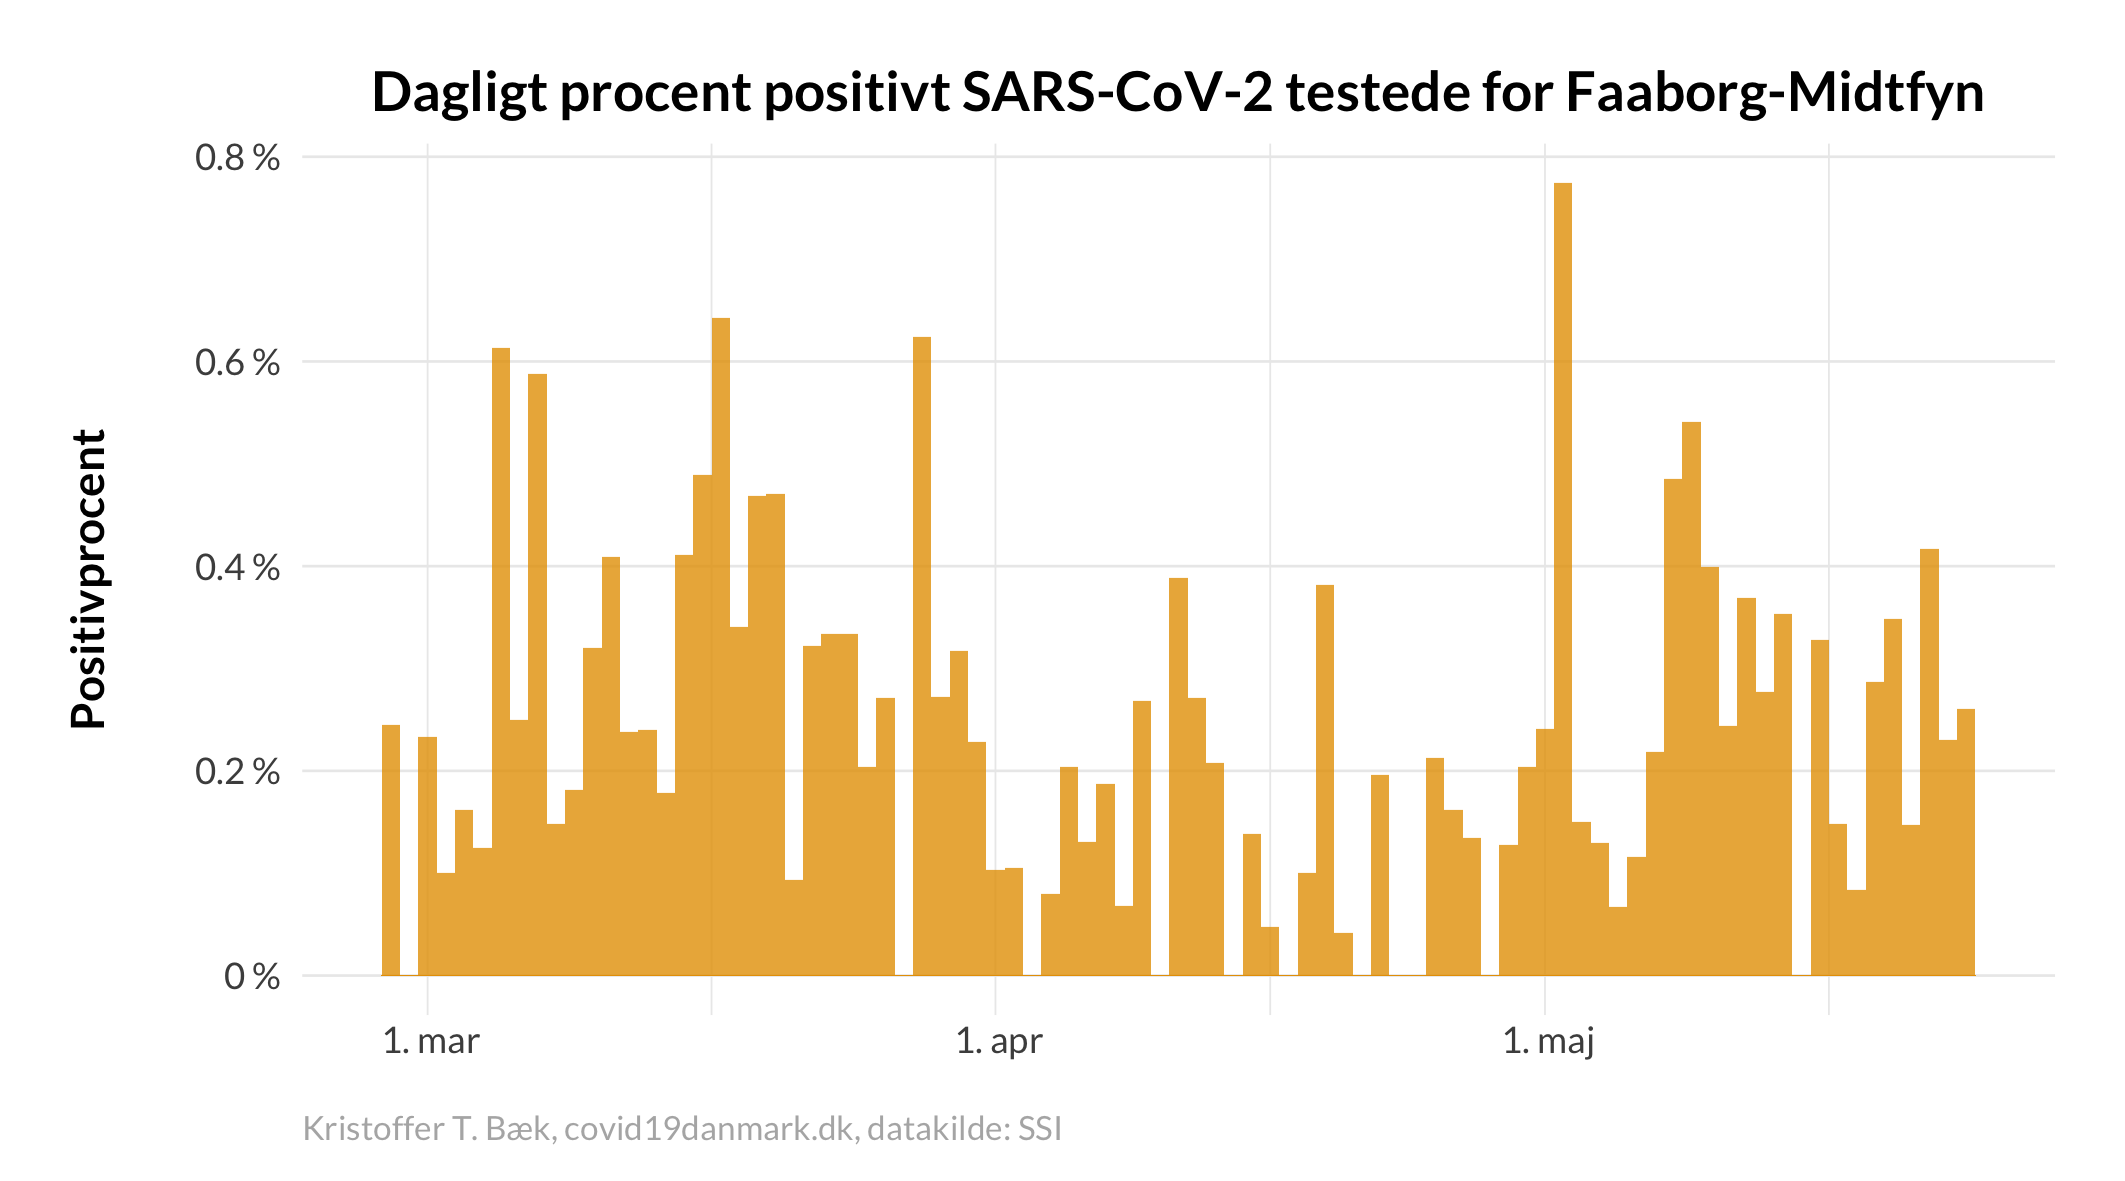 Dagligt procent positivt SARS-CoV-2 testede for Faaborg-Midtfyn
Positivprocent
0.8 %
0.6 %
0.4 %
0.2 %
0 %
1. mar
1. apr
1. maj
Kristoffer T. Bæk, covid19danmark.dk, datakilde: SSI